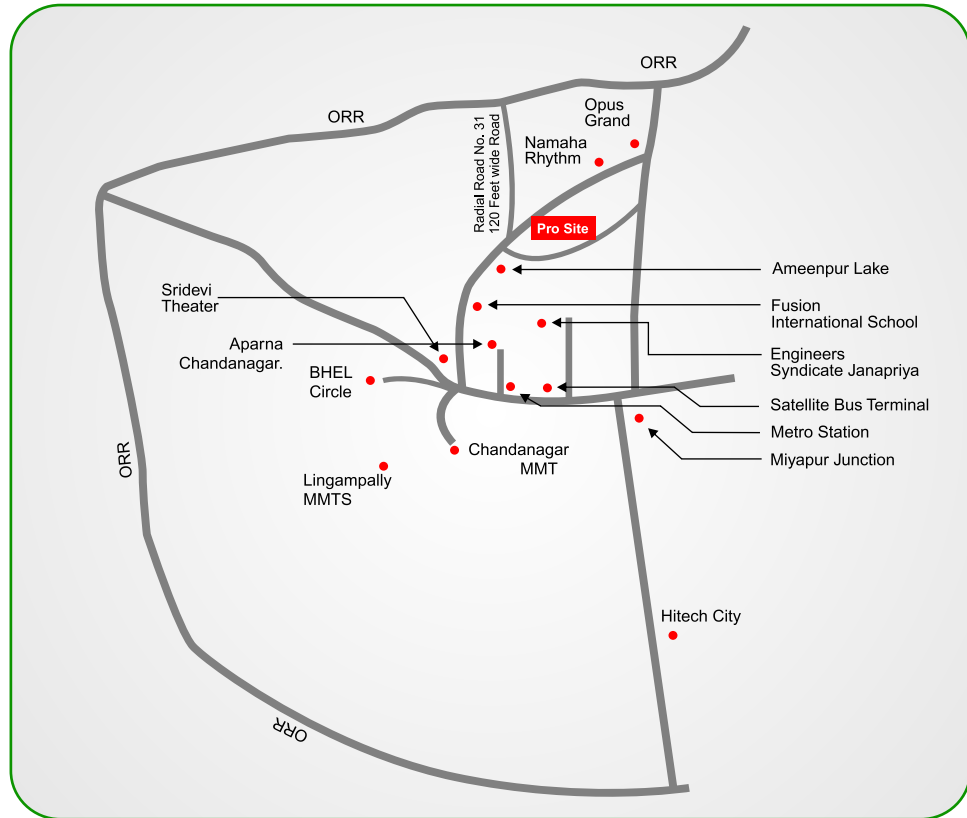 ORR
ORR
Opus
Grand
Namaha
Rhythm
Radial Road No. 31
120 Feet wide Road
Pro Site
Ameenpur Lake
Sridevi
Theater
Fusion
International School
Aparna
Chandanagar.
Engineers
Syndicate Janapriya
BHEL
Circle
Satellite Bus Terminal
Metro Station
Miyapur Junction
Chandanagar
MMT
Lingampally
MMTS
ORR
Hitech City
ORR